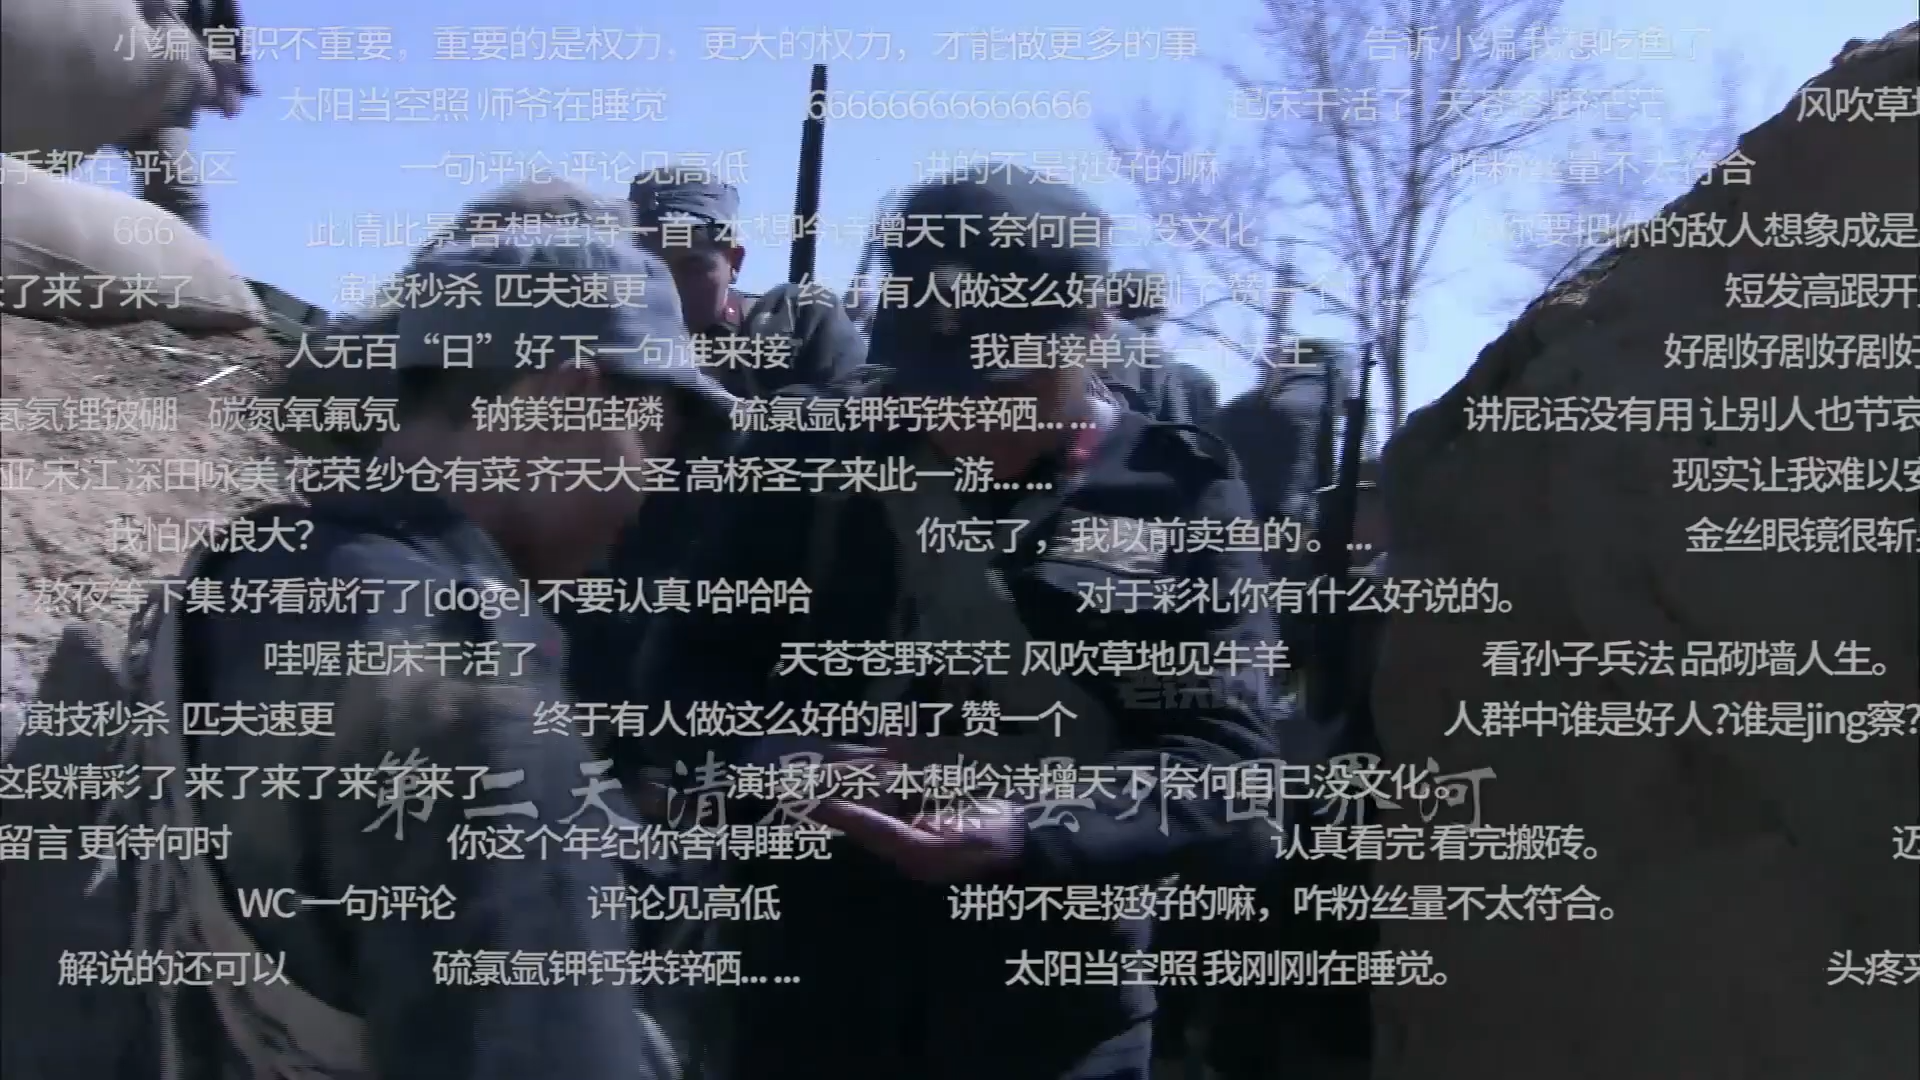 小编 官职不重要，重要的是权力，更大的权力，才能做更多的事 告诉小编 我想吃鱼了
太阳当空照 师爷在睡觉 666666666666666 起床干活了 天苍苍野茫茫 风吹草
手都在评论区 一句评论 评论见高低 讲的不是挺好的嘛 咋粉丝量不太符合
666 此情此景 吾想淫诗一首 本想吟诗增天下 奈何自己没文化 你要把你的敌人想象成是
了来了来了 演技秒杀 匹夫速更 终于有人做这么好的剧了 赞一个 短发高跟开
人无百“日”好 下一句谁来接 我直接单走一个大王 好剧好剧好剧好
氦锂铍硼 碳氮氧氟氖 钠镁铝硅磷 硫氯氩钾钙铁锌硒... ... 讲屁话没有用 让别人也节哀
亚 宋江 深田咏美 花荣 纱仓有菜 齐天大圣 高桥圣子来此一游... ... 现实让我难以
我怕风浪大? 你忘了，我以前卖鱼的。... 金丝眼镜很斩
熬夜等下集 好看就行了[doge] 不要认真 哈哈哈 对于彩礼你有什么好说的。
哇喔 起床干活了 天苍苍野茫茫 风吹草地见牛羊 看孙子兵法 品砌墙人生。
演技秒杀 匹夫速更 终于有人做这么好的剧了 赞一个 人群中谁是好人?谁是jing察?
这段精彩了 来了来了来了来了 演技秒杀 本想吟诗增天下 奈何自己没文化。
第二天清晨 滕县外围界河
留言 更待何时 你这个年纪你舍得睡觉 认真看完 看完搬砖。 迈
WC 一句评论 评论见高低 讲的不是挺好的嘛，咋粉丝量不太符合。
解说的还可以 硫氯氩钾钙铁锌硒... ... 太阳当空照 我刚刚在睡觉。 头疼